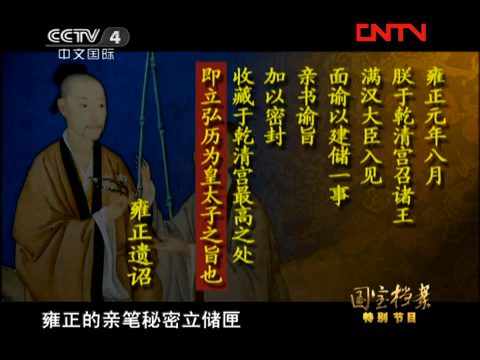 CCTV 4
中文国际
CNTV
雍正元年八月
朕于乾清宫召诸王
满汉大臣入见
面谕以建储一事
亲书谕旨
加以密封
收藏于乾清宫最高之处
即立弘历为皇太子之旨也
雍正遗诏
国宝档案
特别节目
雍正的亲笔秘密立储匣